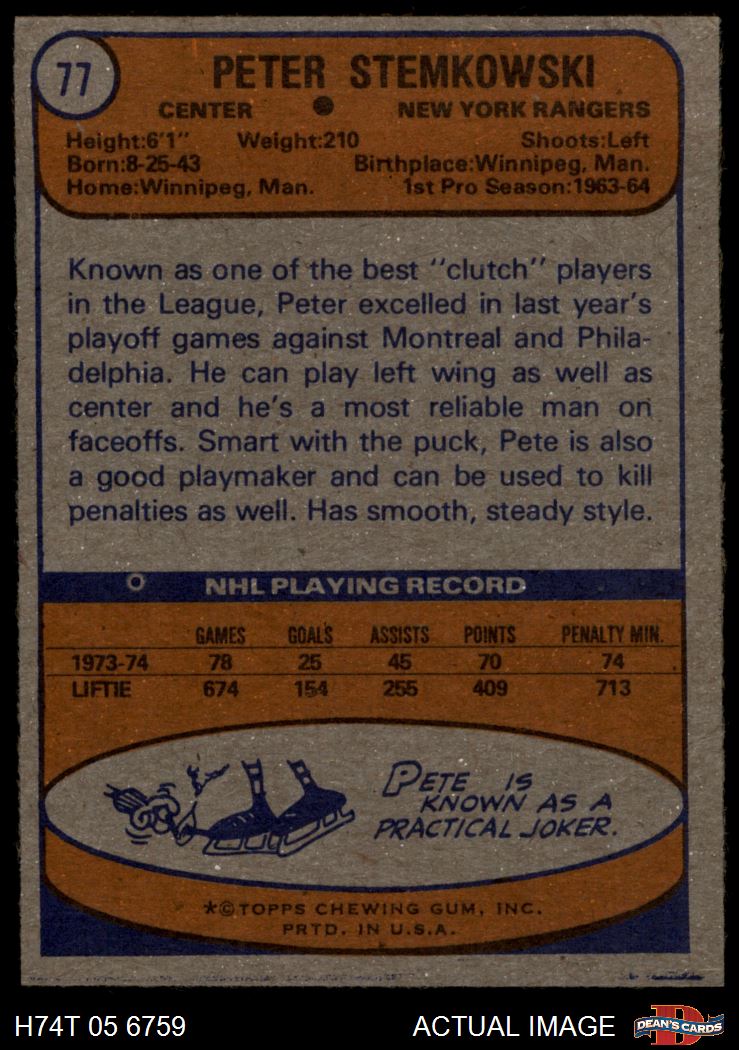 77
PETER STEMKOWSKI
CENTER • NEW YORK RANGERS
Height:6'1" Weight:210 Shoots:Left
Born:8-25-43 Birthplace:Winnipeg, Man.
Home:Winnipeg, Man. 1st Pro Season:1963-64
Known as one of the best "clutch" players
in the League, Peter excelled in last year's
playoff games against Montreal and Phila-
delphia. He can play left wing as well as
center and he's a most reliable man on
faceoffs. Smart with the puck, Pete is also
a good playmaker and can be used to kill
penalties as well. Has smooth, steady style.
NHL PLAYING RECORD
GAMES GOALS ASSISTS POINTS PENALTY MIN.
1973-74 78 25 45 70 74
LIFTIE 674 154 255 409 713
PETE IS
KNOWN AS A
PRACTICAL JOKER.
*©TOPPS CHEWING GUM, INC.
PRTD. IN U.S.A.
H74T 05 6759 ACTUAL IMAGE
DEAN'S CARDS